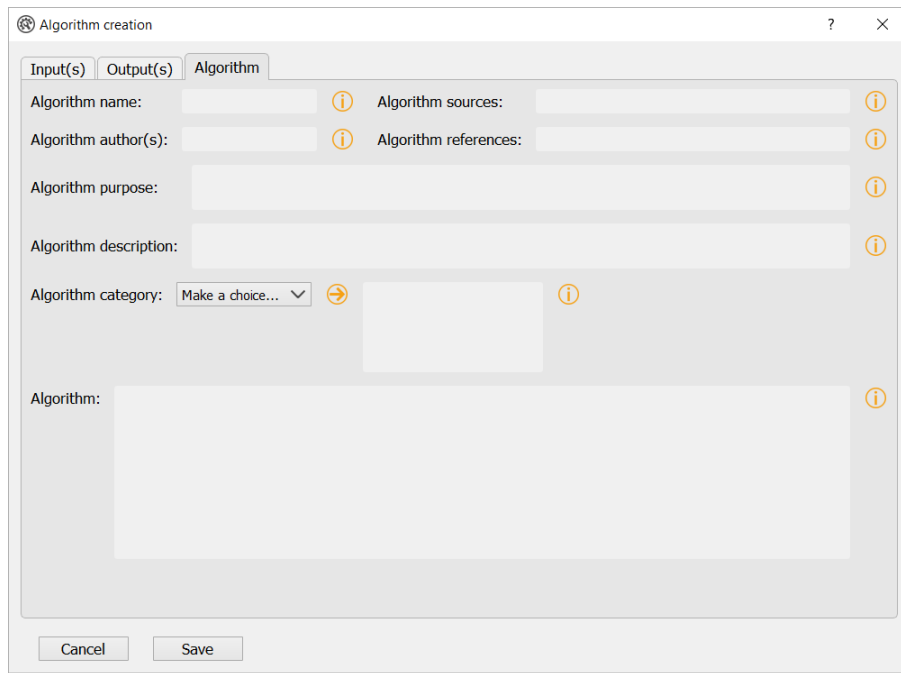 Algorithm creation
Input(s) Output(s) Algorithm
Algorithm name: Algorithm sources:
Algorithm author(s): Algorithm references:
Algorithm purpose:
Algorithm description:
Algorithm category: Make a choice...
Algorithm:
Cancel Save